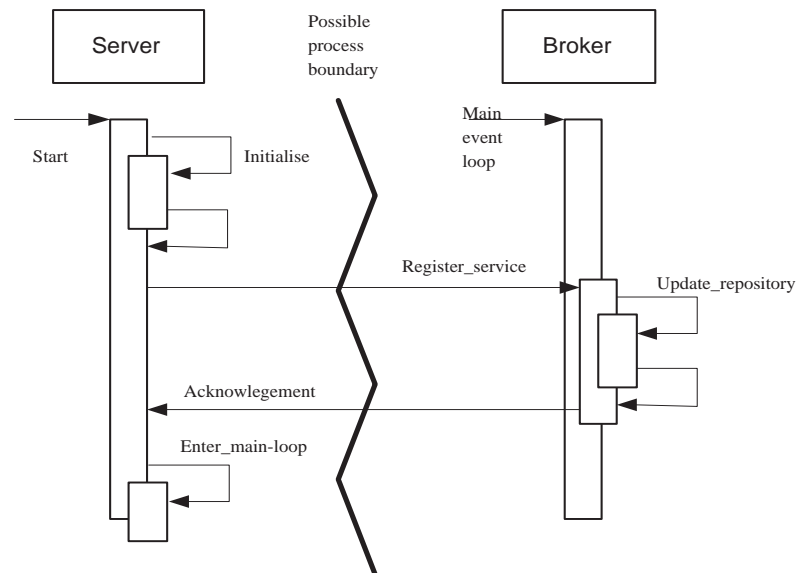 Server
Possible
process
boundary
Broker
Start
Initialise
Main
event
loop
Register_service
Update_repository
Acknowlegement
Enter_main-loop